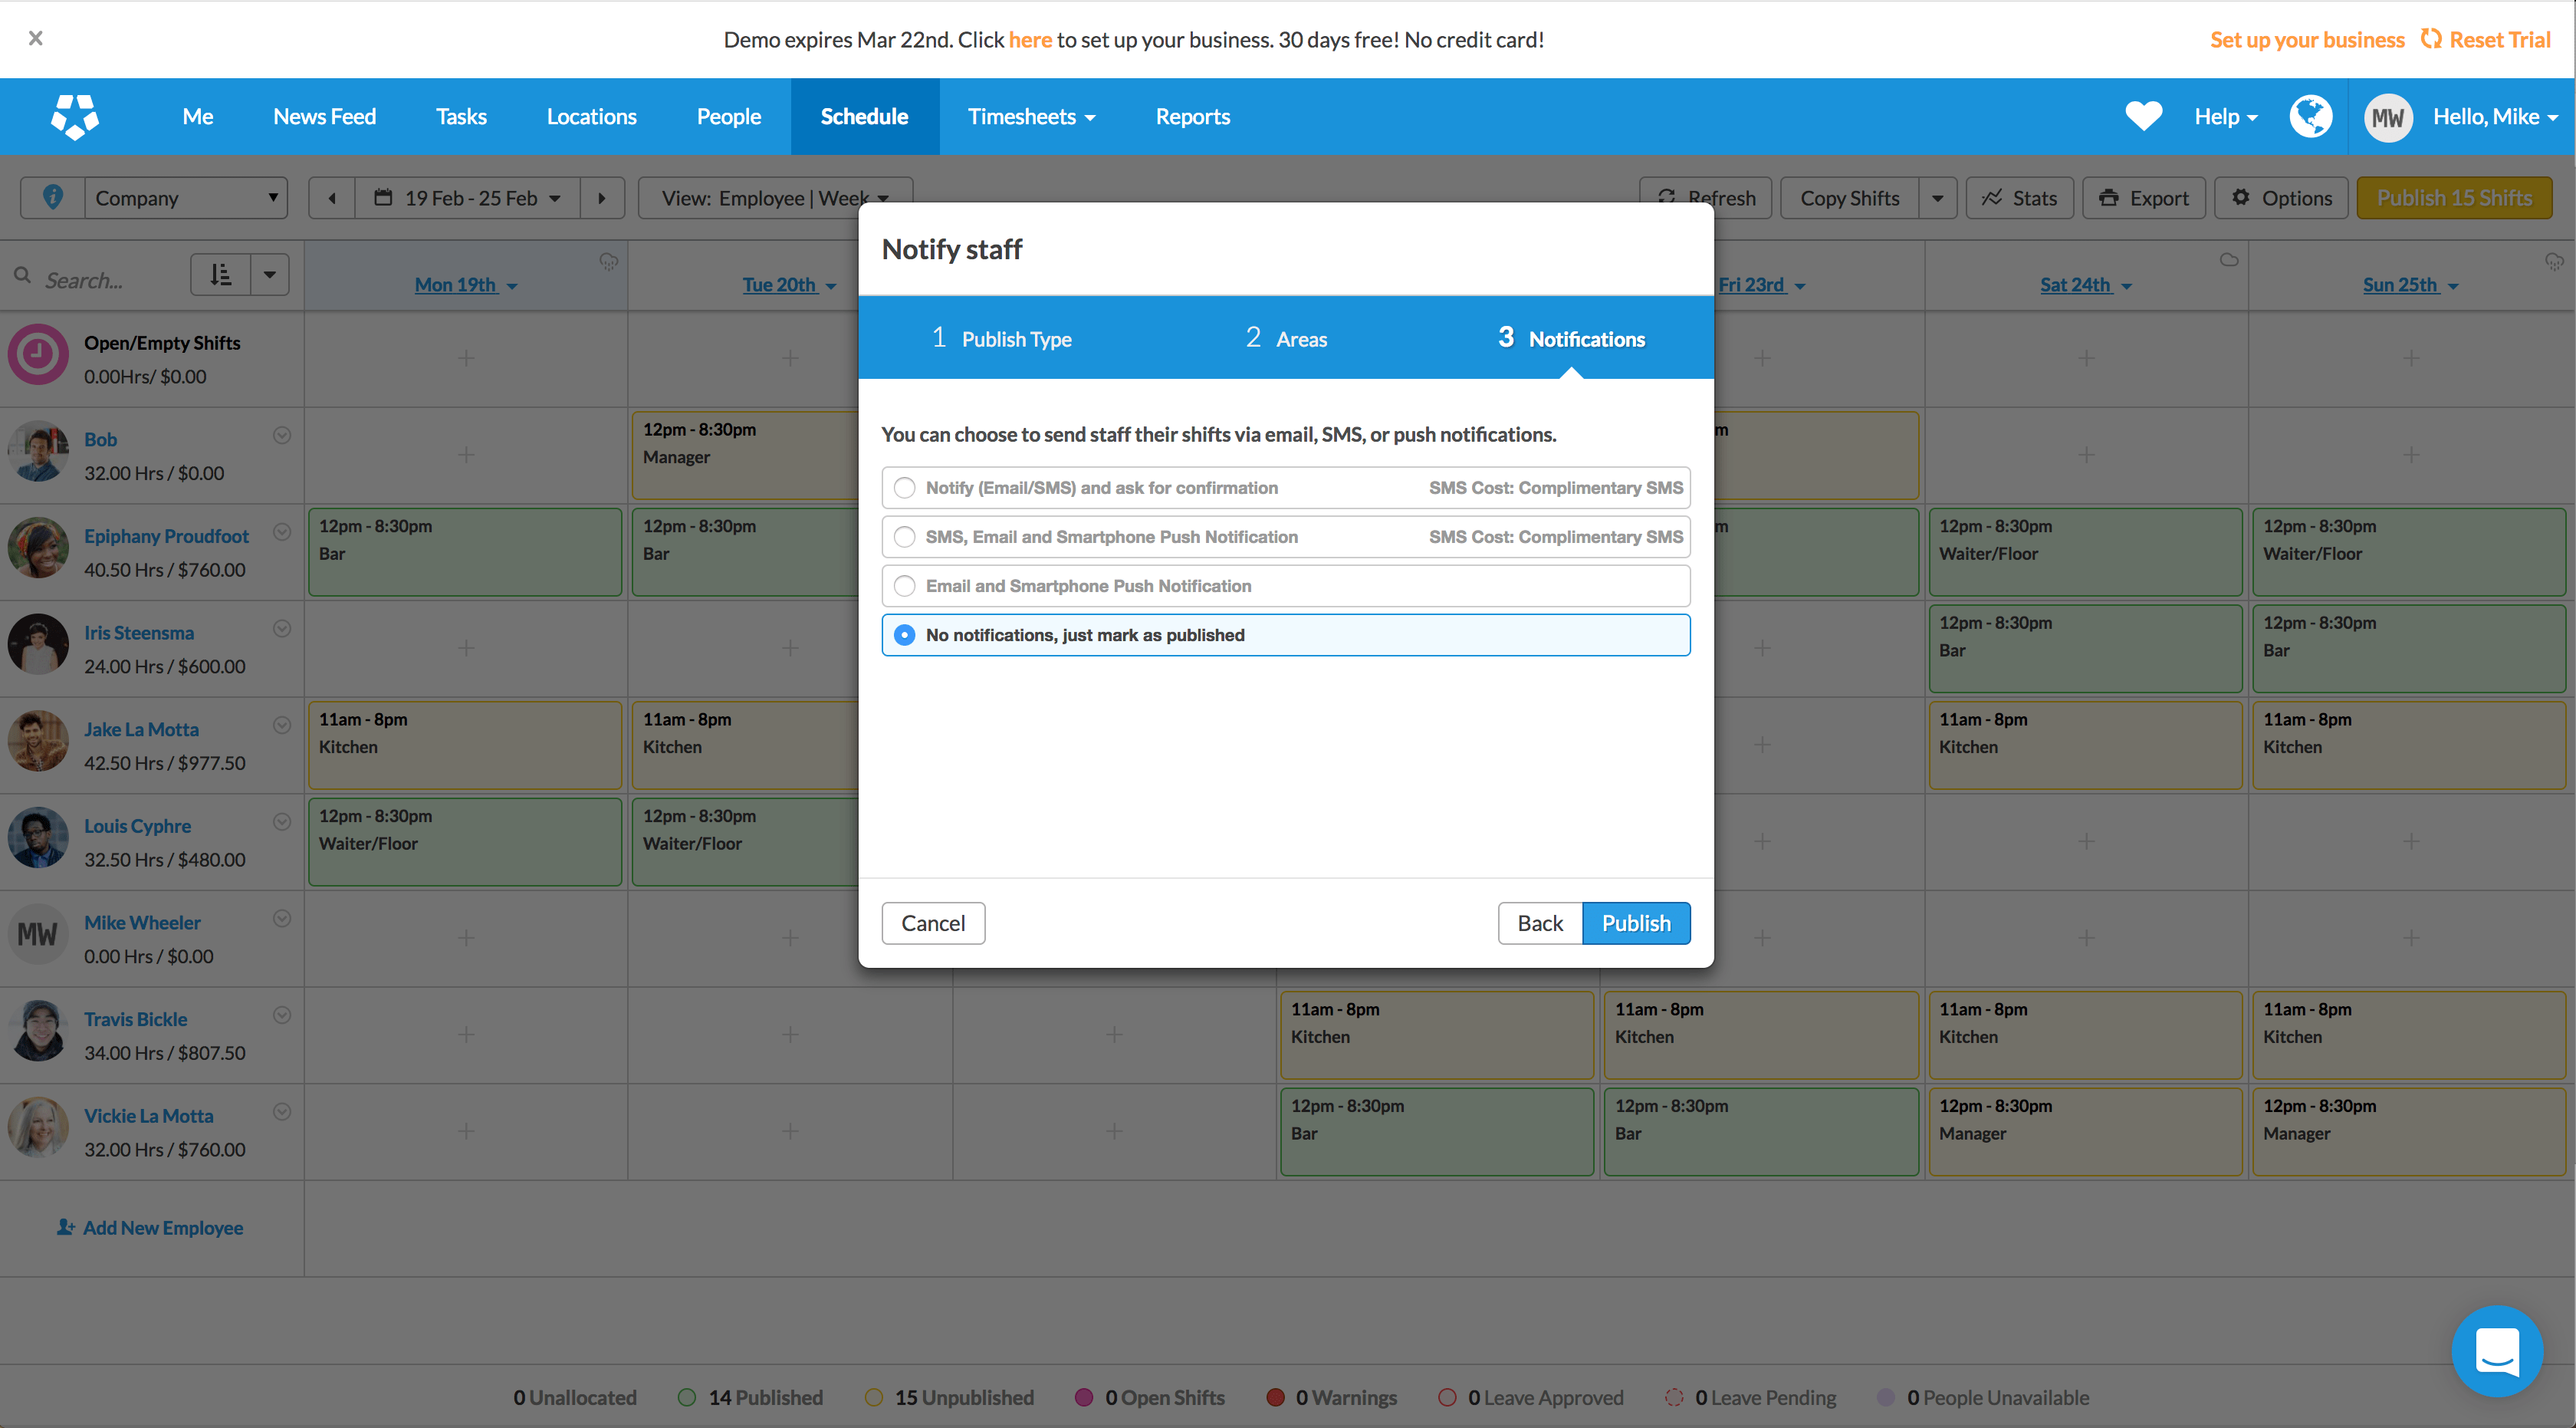 Demo expires Mar 22nd. Click here to set up your business. 30 days free! No credit card!
Set up your business
Reset Trial
Me
News Feed
Tasks
Locations
People
Schedule
Timesheets
Reports
Help
MW
Hello, Mike
Company
19 Feb - 25 Feb
View: Employee | Week
Refresh
Copy Shifts
Stats
Export
Options
Publish 15 Shifts
Search...
Mon 19th
Tue 20th
Fri 23rd
Sat 24th
Sun 25th
Notify staff
1 Publish Type
2 Areas
3 Notifications
You can choose to send staff their shifts via email, SMS, or push notifications.
Notify (Email/SMS) and ask for confirmation
SMS Cost: Complimentary SMS
SMS, Email and Smartphone Push Notification
SMS Cost: Complimentary SMS
Email and Smartphone Push Notification
No notifications, just mark as published
Cancel
Back
Publish
Open/Empty Shifts
0.00Hrs/ $0.00
Bob
32.00 Hrs / $0.00
12pm - 8:30pm
Manager
m
Epiphany Proudfoot
40.50 Hrs / $760.00
12pm - 8:30pm
Bar
12pm - 8:30pm
Bar
m
12pm - 8:30pm
Waiter/Floor
12pm - 8:30pm
Waiter/Floor
Iris Steensma
24.00 Hrs / $600.00
12pm - 8:30pm
Bar
12pm - 8:30pm
Bar
Jake La Motta
42.50 Hrs / $977.50
11am - 8pm
Kitchen
11am - 8pm
Kitchen
11am - 8pm
Kitchen
11am - 8pm
Kitchen
Louis Cyphre
32.50 Hrs / $480.00
12pm - 8:30pm
Waiter/Floor
12pm - 8:30pm
Waiter/Floor
MW
Mike Wheeler
0.00 Hrs / $0.00
Travis Bickle
34.00 Hrs / $807.50
11am - 8pm
Kitchen
11am - 8pm
Kitchen
11am - 8pm
Kitchen
11am - 8pm
Kitchen
Vickie La Motta
32.00 Hrs / $760.00
12pm - 8:30pm
Bar
12pm - 8:30pm
Bar
12pm - 8:30pm
Manager
12pm - 8:30pm
Manager
Add New Employee
0 Unallocated
14 Published
15 Unpublished
0 Open Shifts
0 Warnings
0 Leave Approved
0 Leave Pending
0 People Unavailable